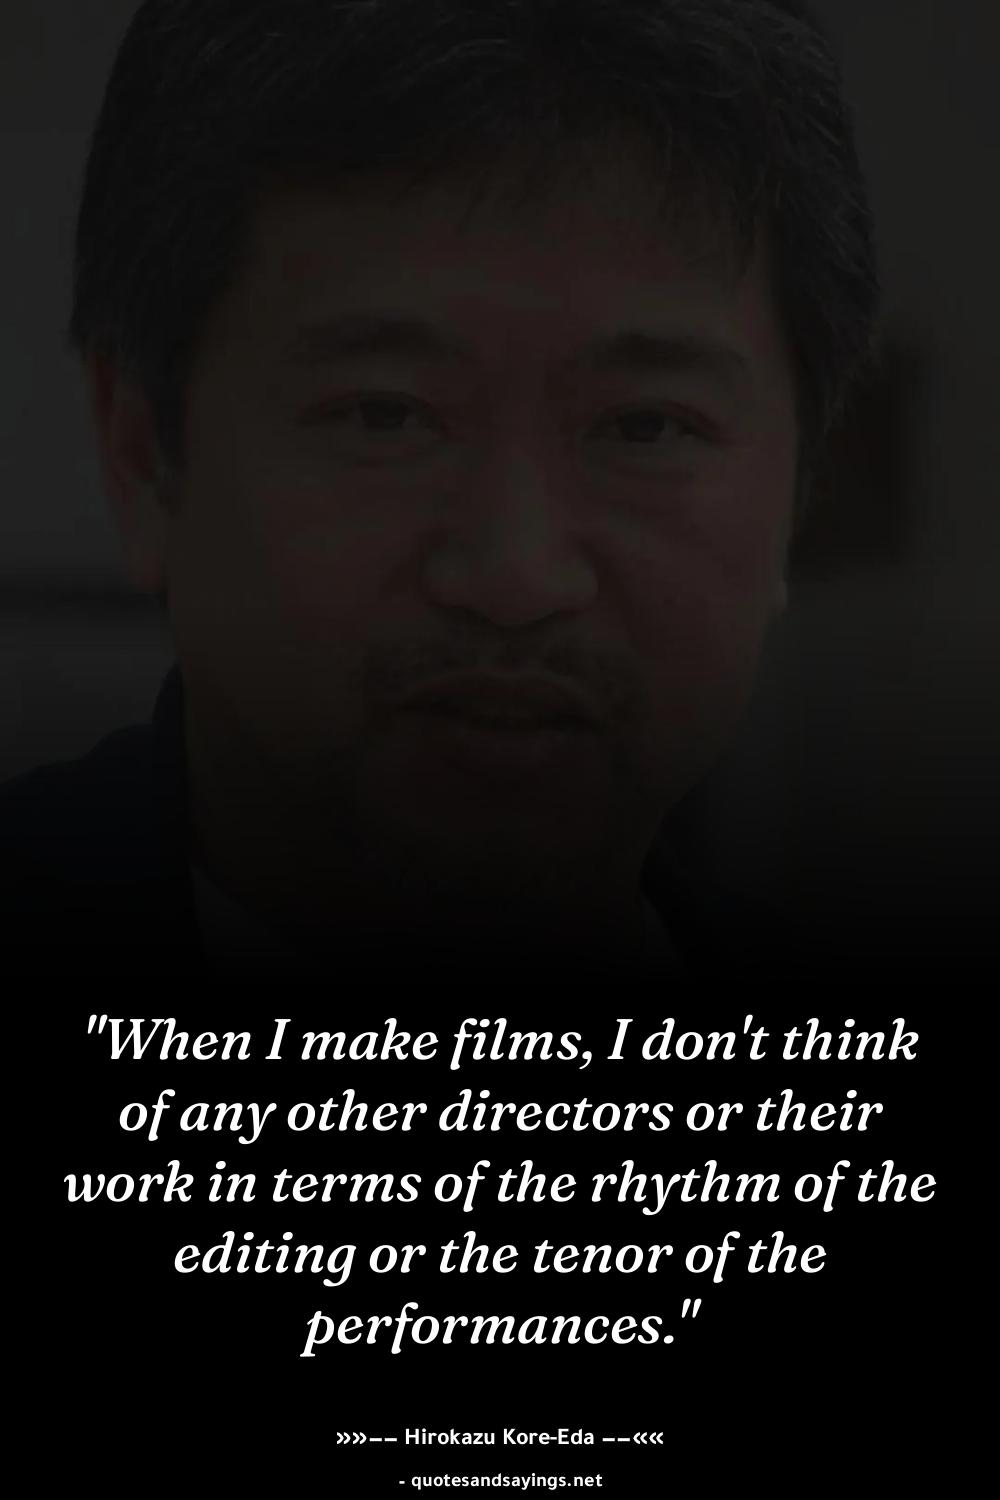 "When I make films, I don't think
of any other directors or their
work in terms of the rhythm of the
editing or the tenor of the
performances."
»»−− Hirokazu Kore-Eda −−««
- quotesandsayings.net